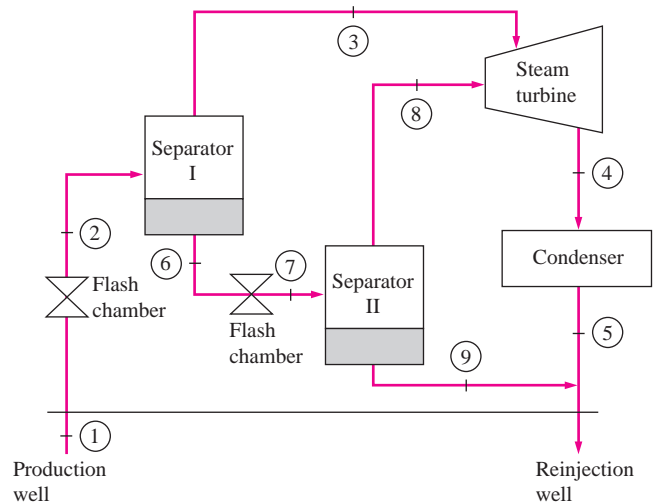 3
Steam
turbine
8
Separator
I
4
2
6
7
Separator
II
Condenser
Flash
chamber
Flash
chamber
5
9
1
Production
well
Reinjection
well